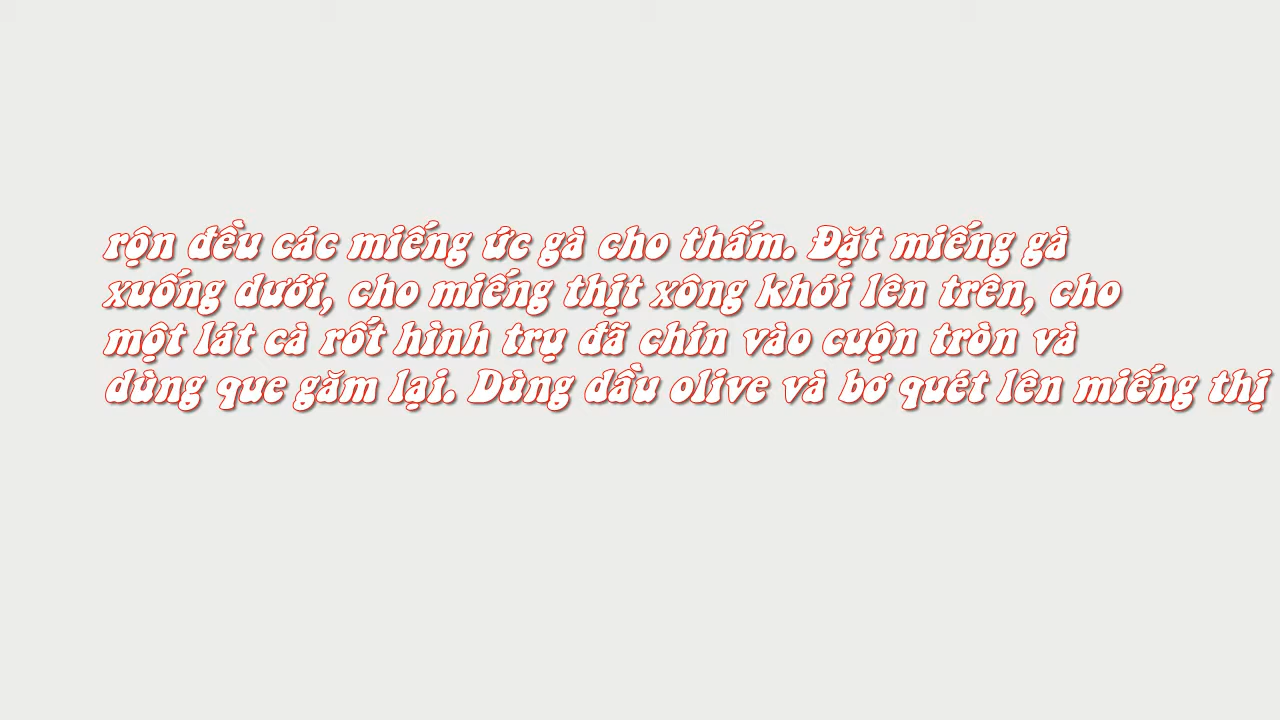 rộn đều các miếng ức gà cho thấm. Đặt miếng gà
xuống dưới, cho miếng thịt xông khói lên trên, cho
một lát cà rốt hình trụ đã chín vào cuộn tròn và
dùng que găm lại. Dùng dầu olive và bơ quét lên miếng thị